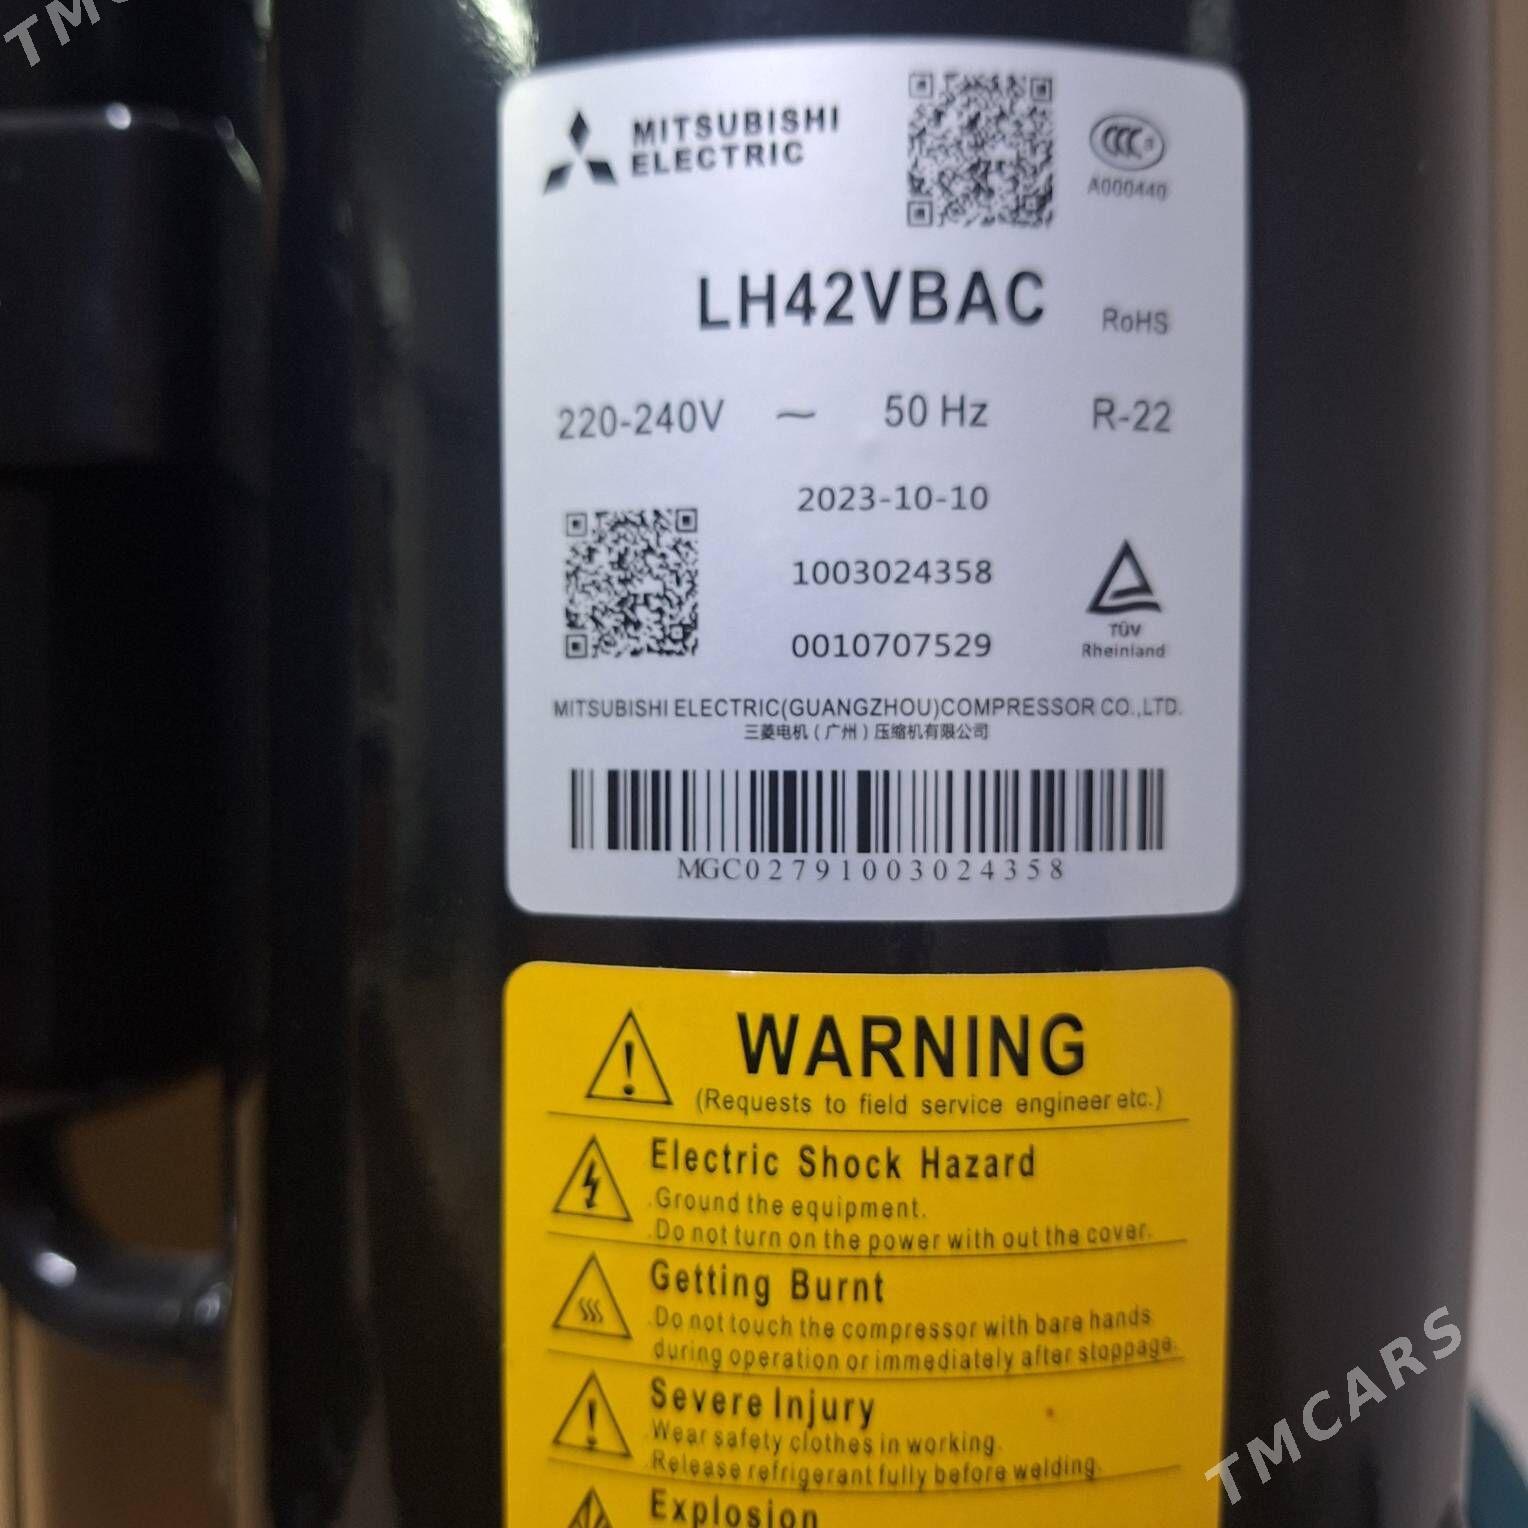 MITSUBISHI
ELECTRIC
A000440
LH42VBAC
RoHS
220-240V ~ 50 Hz R-22
2023-10-10
1003024358
0010707529
TÜV
Rheinland
MITSUBISHI ELECTRIC(GUANGZHOU)COMPRESSOR CO.,LTD.
三菱电机(广州)压缩机有限公司
MGC02791003024358
WARNING
(Requests to field service engineer etc.)
Electric Shock Hazard
.Ground the equipment.
.Do not turn on the power with out the cover.
Getting Burnt
.Do not touch the compressor with bare hands
during operation or immediately after stoppage.
Severe Injury
.Wear safety clothes in working.
.Release refrigerant fully before welding.
Explosion
TMCARS